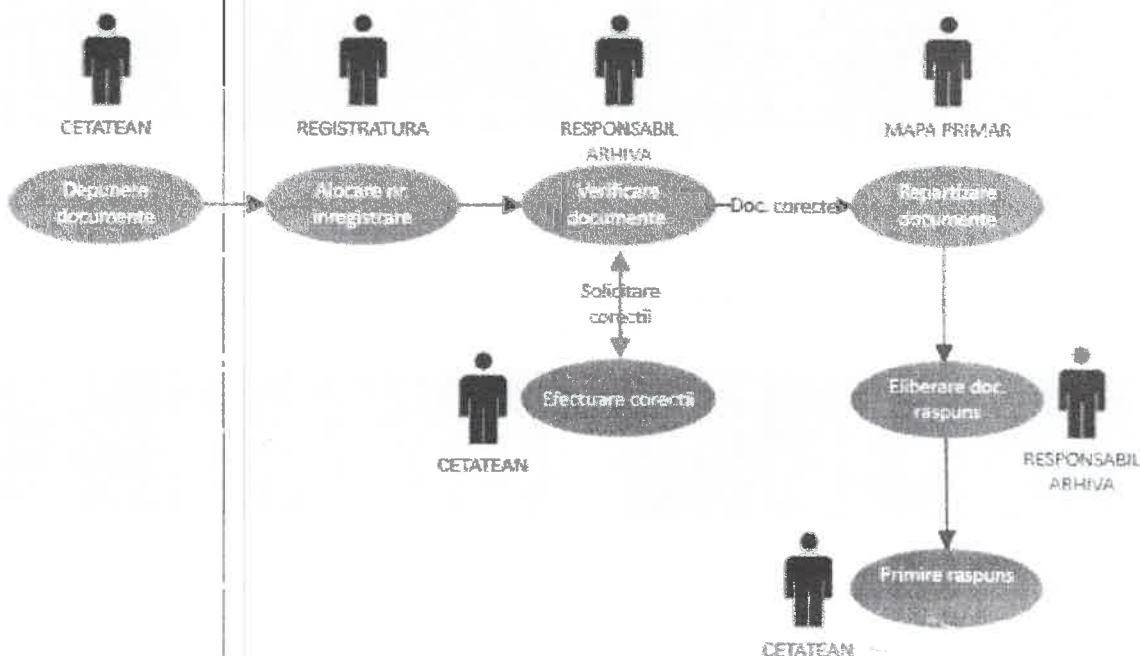 CETATEAN
REGISTRATURA
RESPONSABIL
ARHIVA
MAPA PRIMAR
Depunere
documente
Alocare nr
inregistrare
Verificare
documente
Doc. corecte
Repartizare
documente
Solicitare
corectii
CETATEAN
Efectuare corectii
Eliberare doc.
raspuns
RESPONSABIL
ARHIVA
CETATEAN
Primire raspuns